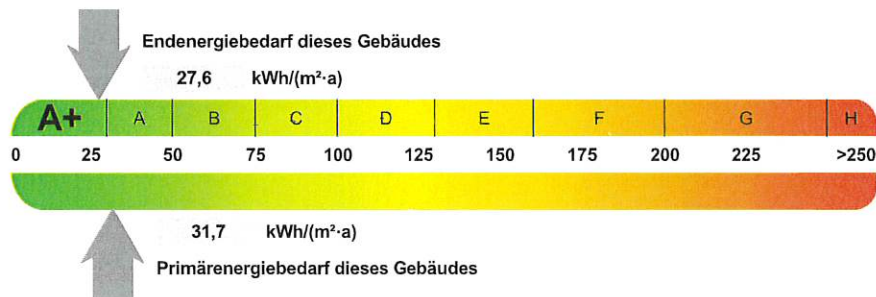 Endenergiebedarf dieses Gebäudes
27,6 kWh/(m²·a)
A+ A B C D E F G H
0 25 50 75 100 125 150 175 200 225 >250
31,7 kWh/(m²·a)
Primärenergiebedarf dieses Gebäudes